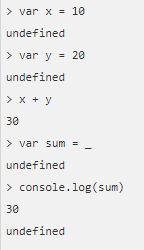 > var x = 10
undefined
> var y = 20
undefined
> x + y
30
> var sum = _
undefined
> console.log(sum)
30
undefined